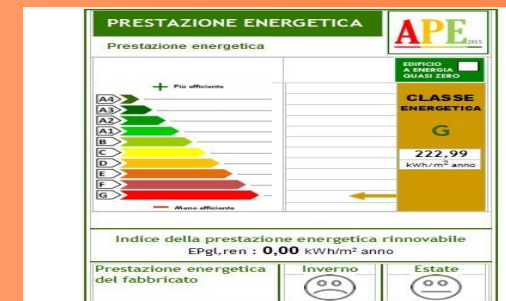 PRESTAZIONE ENERGETICA
APE 2015
Prestazione energetica
EDIFICIO
A ENERGIA
QUASI ZERO
Più efficiente
CLASSE
ENERGETICA
G
222,99
kWh/m² anno
A4
A3
A2
A1
B
C
D
E
F
G
Meno efficiente
Indice della prestazione energetica rinnovabile
EPgl,ren : 0,00 kWh/m² anno
Prestazione energetica
del fabbricato
Inverno
Estate